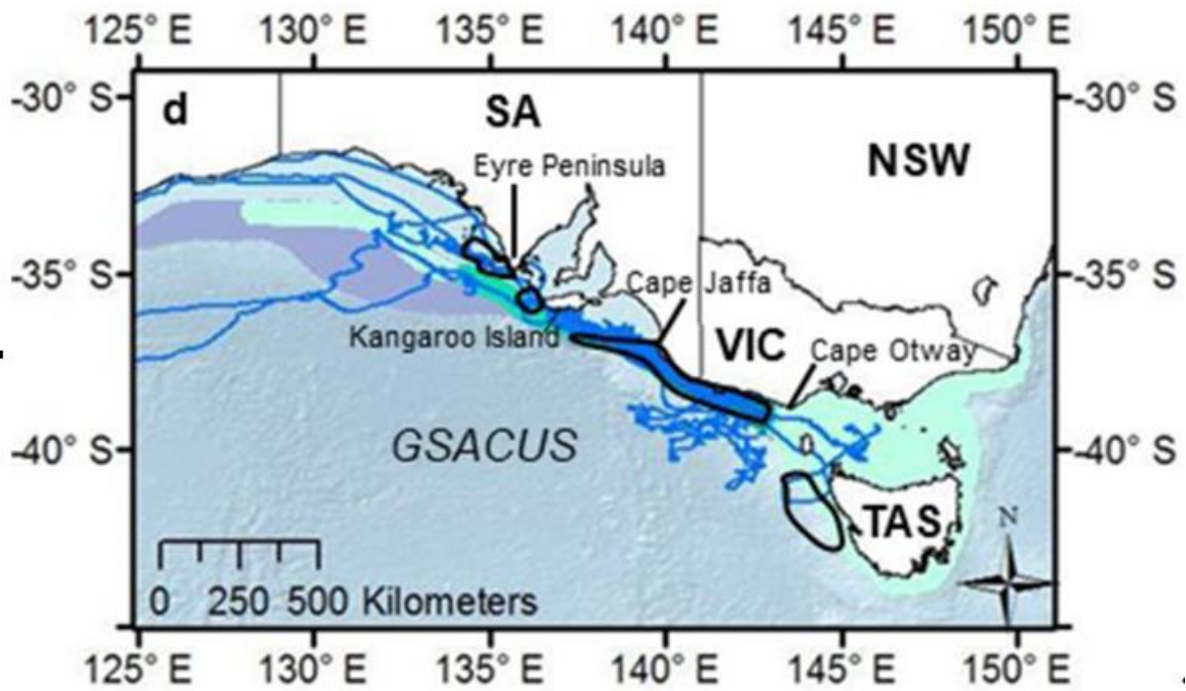 125° E 130° E 135° E 140° E 145° E 150° E
-30° S -30° S
d
SA
NSW
Eyre Peninsula
-35° S -35° S
Cape Jaffa
Kangaroo Island
VIC
Cape Otway
-40° S -40° S
GSACUS
TAS
N
0 250 500 Kilometers
125° E 130° E 135° E 140° E 145° E 150° E